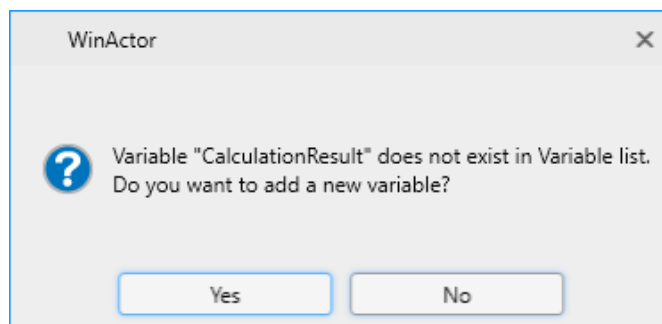 WinActor
Variable "CalculationResult" does not exist in Variable list.
Do you want to add a new variable?
Yes
No